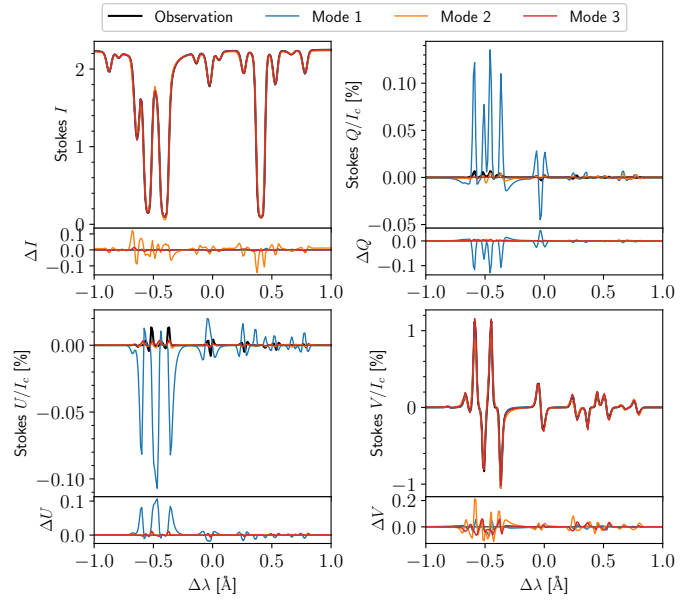 Observation Mode 1 Mode 2 Mode 3
Stokes I
2
1
0
ΔI
0.1
0.0
−0.1
−1.0 −0.5 0.0 0.5 1.0
Stokes Q/I_c [%]
0.10
0.05
0.00
−0.05
ΔQ
0.0
−0.1
−1.0 −0.5 0.0 0.5 1.0
Stokes U/I_c [%]
0.00
−0.05
−0.10
ΔU
0.1
0.0
−1.0 −0.5 0.0 0.5 1.0
Δλ [Å]
Stokes V/I_c [%]
1
0
−1
ΔV
0.2
0.0
−1.0 −0.5 0.0 0.5 1.0
Δλ [Å]